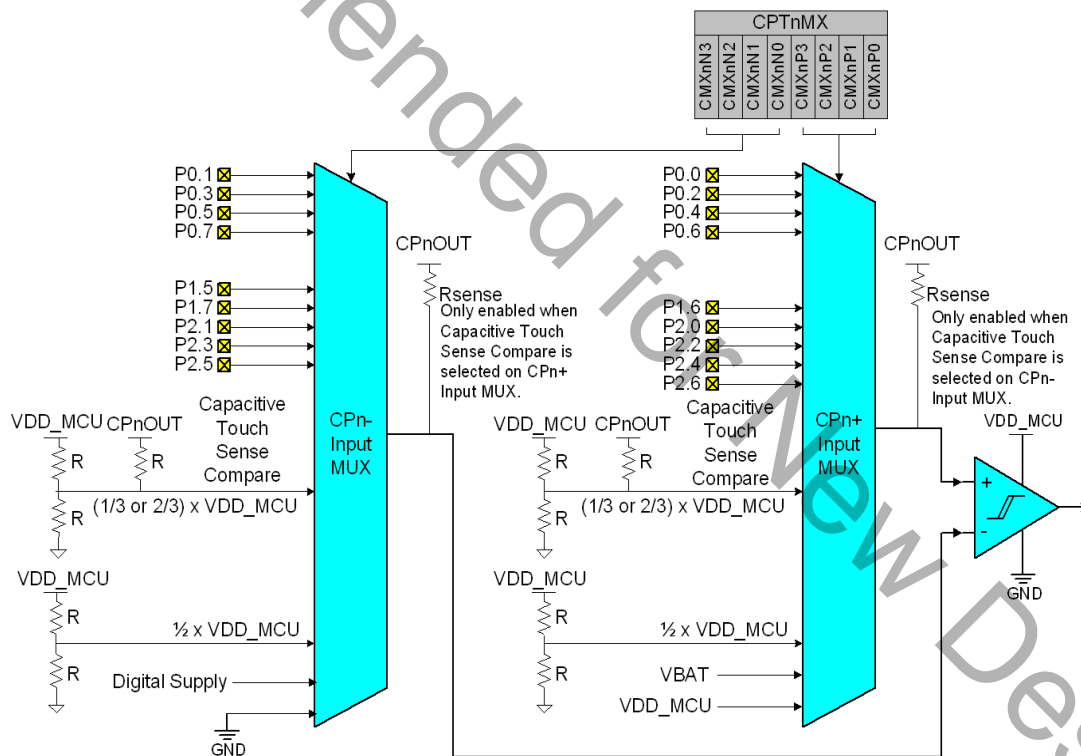 CPTnMX
CMXnN3
CMXnN2
CMXnN1
CMXnN0
CMXnP3
CMXnP2
CMXnP1
CMXnP0
P0.1
P0.3
P0.5
P0.7
P1.5
P1.7
P2.1
P2.3
P2.5
CPnOUT
Rsense
Only enabled when
Capacitive Touch
Sense Compare is
selected on CPn+
Input MUX.
VDD_MCU
CPnOUT
R
R
R
Capacitive
Touch
Sense
Compare
(1/3 or 2/3) x VDD_MCU
CPn-
Input
MUX
VDD_MCU
R
R
½ x VDD_MCU
Digital Supply
GND
P0.0
P0.2
P0.4
P0.6
P1.6
P2.0
P2.2
P2.4
P2.6
CPnOUT
Rsense
Only enabled when
Capacitive Touch
Sense Compare is
selected on CPn-
Input MUX.
VDD_MCU
CPnOUT
R
R
R
Capacitive
Touch
Sense
Compare
(1/3 or 2/3) x VDD_MCU
CPn+
Input
MUX
VDD_MCU
R
R
½ x VDD_MCU
VBAT
VDD_MCU
VDD_MCU
+
-
GND
ended for New Des